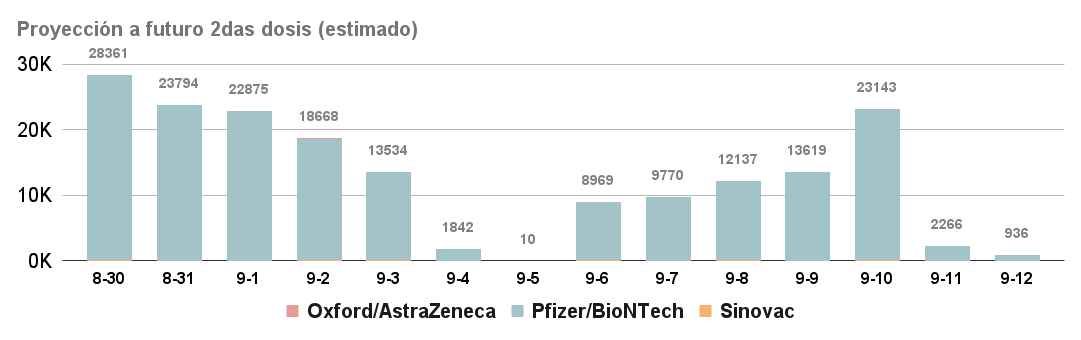 Proyección a futuro 2das dosis (estimado)
30K
20K
10K
0K
28361
23794
22875
18668
13534
1842
10
8969
9770
12137
13619
23143
2266
936
8-30 8-31 9-1 9-2 9-3 9-4 9-5 9-6 9-7 9-8 9-9 9-10 9-11 9-12
Oxford/AstraZeneca Pfizer/BioNTech Sinovac